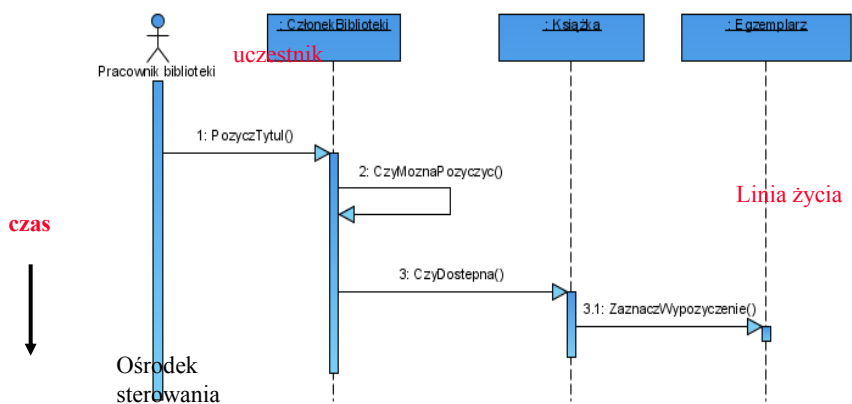 : CzłonekBiblioteki
: Książka
: Egzemplarz
uczestnik
Pracownik biblioteki
1: PozyczTytul()
2: CzyMoznaPozyczyc()
Linia życia
czas
3: CzyDostepna()
3.1: ZaznaczWypozyczenie()
Ośrodek
sterowania